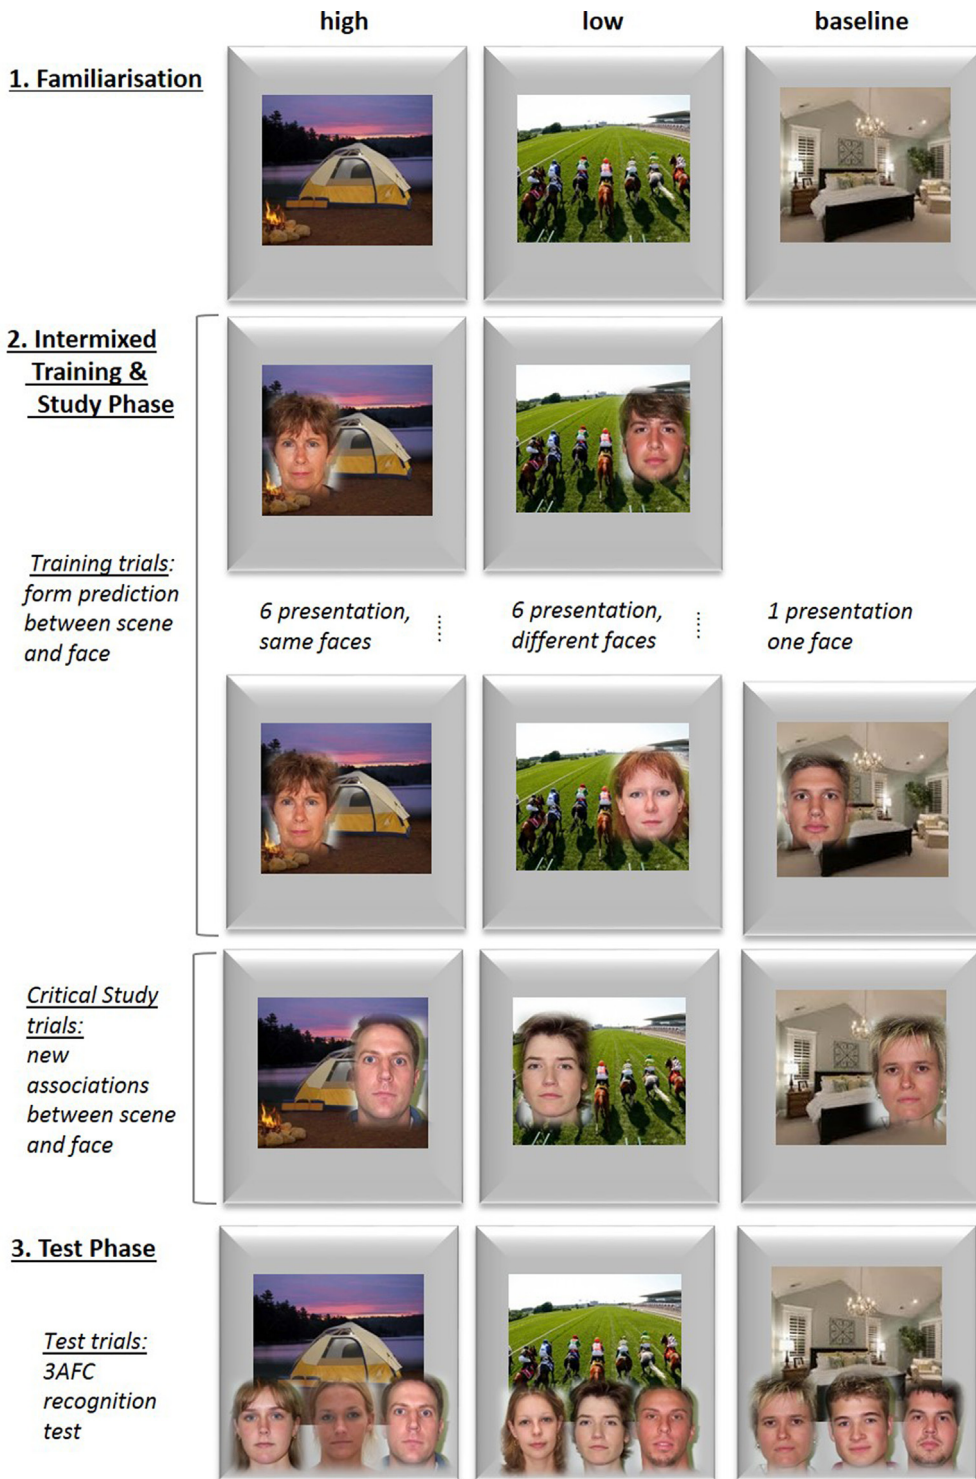 high low baseline
1. Familiarisation
2. Intermixed
Training &
Study Phase
Training trials:
form prediction
between scene
and face
6 presentation,
same faces
6 presentation,
different faces
1 presentation
one face
Critical Study
trials:
new
associations
between scene
and face
3. Test Phase
Test trials:
3AFC
recognition
test